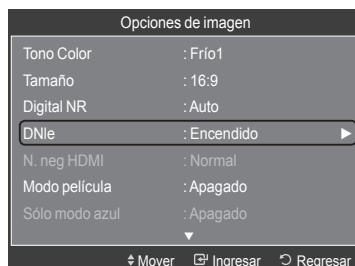 Opciones de imagen
Tono Color : Frío1
Tamaño : 16:9
Digital NR : Auto
DNIe : Encendido
N. neg HDMI : Normal
Modo película : Apagado
Sólo modo azul : Apagado
Mover Ingresar Regresar